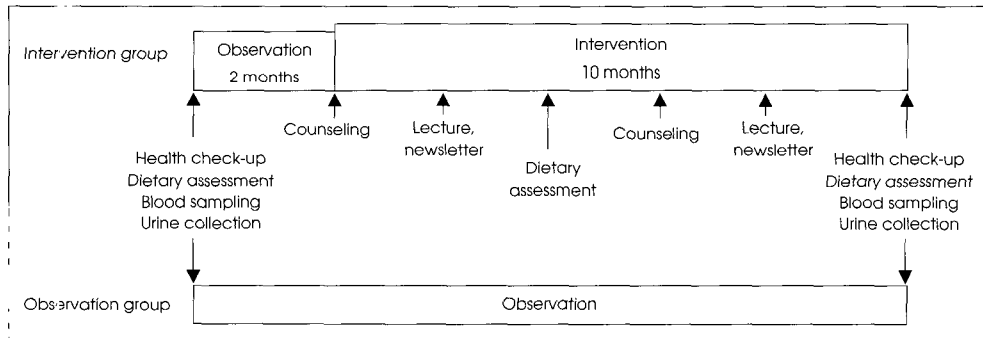 Intervention group
Observation
2 months
Intervention
10 months
Counseling
Lecture,
newsletter
Dietary
assessment
Counseling
Lecture,
newsletter
Health check-up
Dietary assessment
Blood sampling
Urine collection
Health check-up
Dietary assessment
Blood sampling
Urine collection
Observation group
Observation